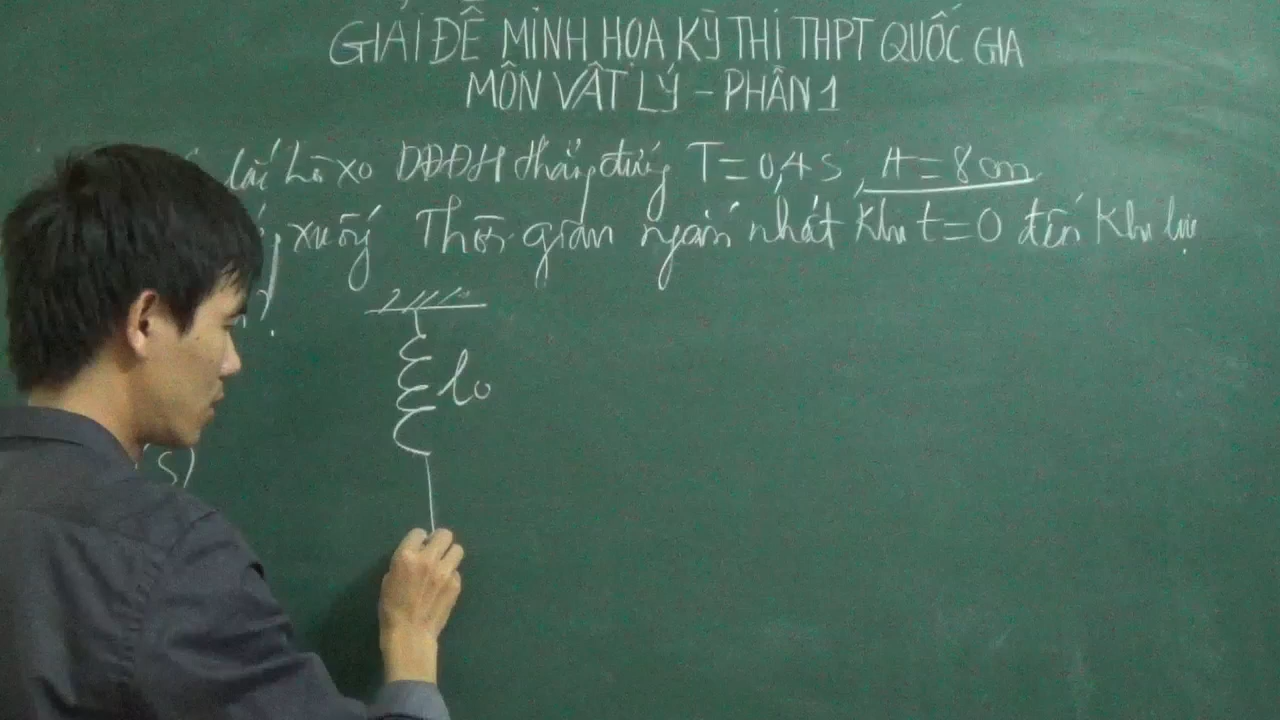 GIẢI ĐỀ MINH HỌA KỲ THI THPT QUỐC GIA
MÔN VẬT LÝ - PHẦN 1
lắc lò xo DĐĐH thẳng đứng T = 0,4 s, A = 8 cm
xuống Thời gian ngắn nhất khi t = 0 đến khi lực
l₀
(s)